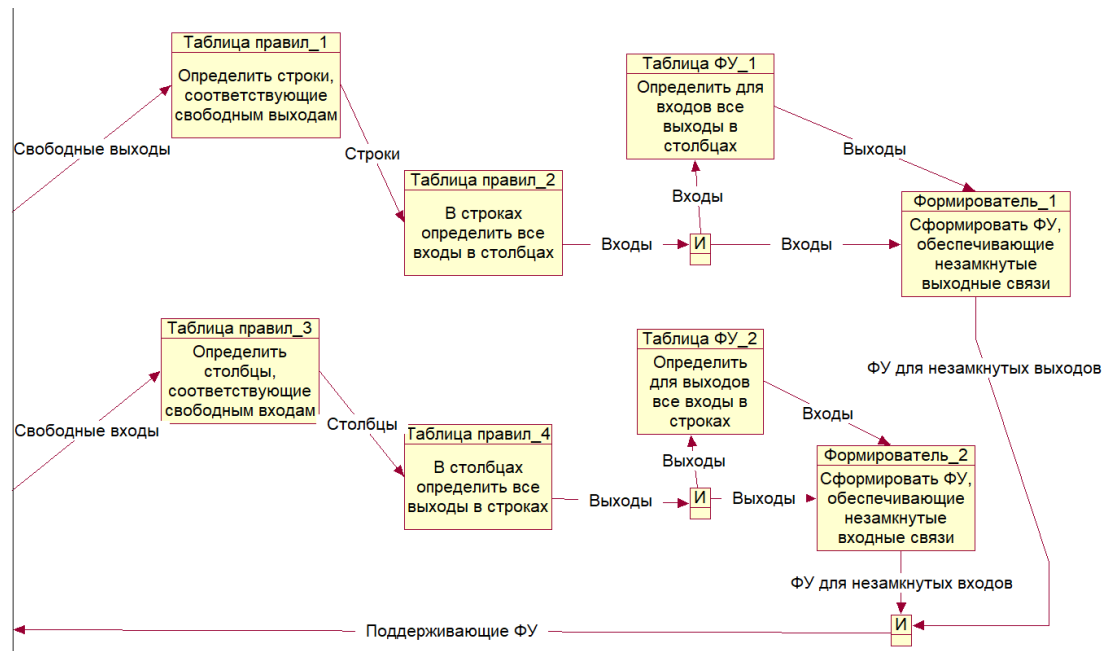 Таблица правил_1
Определить строки,
соответствующие
свободным выходам
Свободные выходы
Строки
Таблица правил_2
В строках
определить все
входы в столбцах
Входы
И
Входы
Таблица ФУ_1
Определить для
входов все
выходы в
столбцах
Выходы
Входы
Формирователь_1
Сформировать ФУ,
обеспечивающие
незамкнутые
выходные связи
ФУ для незамкнутых выходов
Таблица правил_3
Определить
столбцы,
соответствующие
свободным входам
Свободные входы
Столбцы
Таблица правил_4
В столбцах
определить все
выходы в строках
Выходы
И
Выходы
Таблица ФУ_2
Определить
для выходов
все входы в
строках
Входы
Выходы
Формирователь_2
Сформировать ФУ,
обеспечивающие
незамкнутые
входные связи
ФУ для незамкнутых входов
И
Поддерживающие ФУ